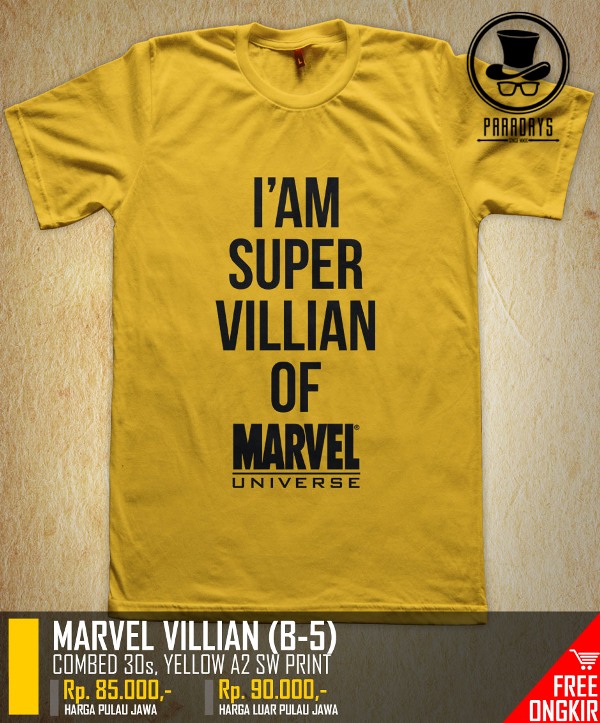 PARADAYS
I'AM
SUPER
VILLIAN
OF
MARVEL®
UNIVERSE
MARVEL VILLIAN (B-5)
COMBED 30s, YELLOW A2 SW PRINT
Rp. 85.000,-
HARGA PULAU JAWA
Rp. 90.000,-
HARGA LUAR PULAU JAWA
FREE
ONGKIR